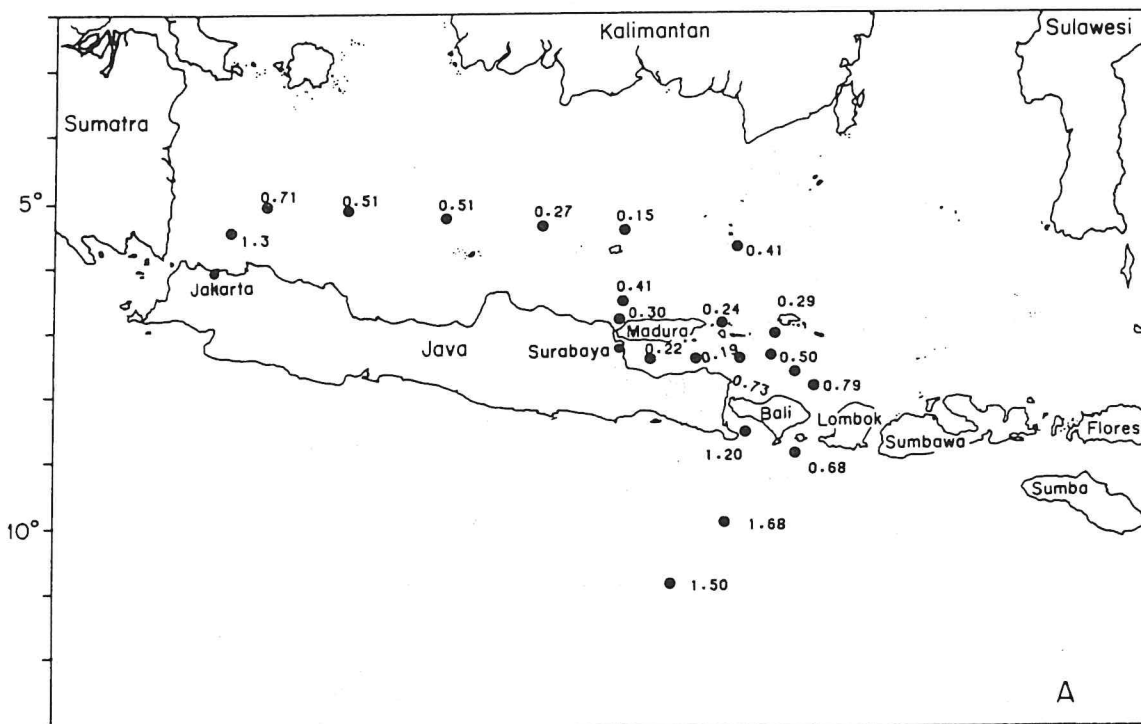 Kalimantan
Sulawesi
Sumatra
5°
0.71
0.51
0.51
0.27
0.15
1.3
0.41
Jakarta
0.41
0.30
0.24
0.29
Madura
Java
Surabaya
0.22
0.19
0.50
0.73
0.79
Bali
Lombok
Sumbawa
Flores
1.20
0.68
Sumba
10°
1.68
1.50
A